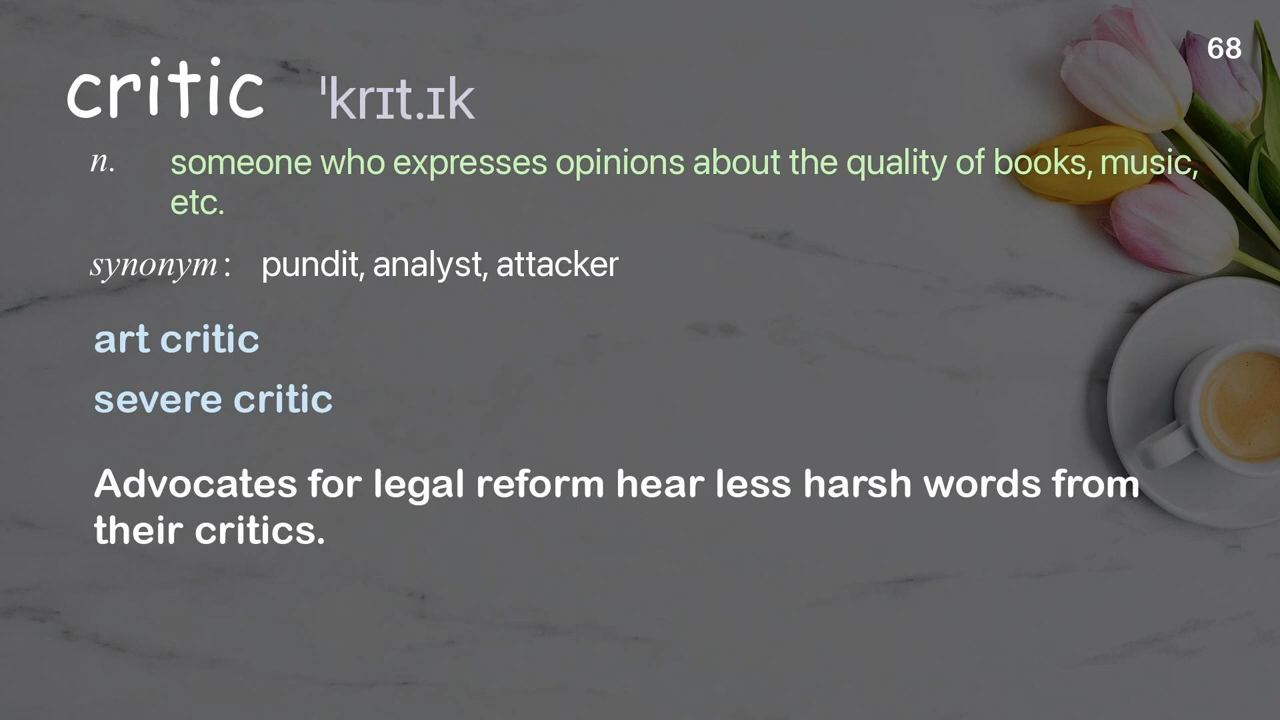 68
critic ˈkrɪt.ɪk
n. someone who expresses opinions about the quality of books, music,
etc.
synonym: pundit, analyst, attacker
art critic
severe critic
Advocates for legal reform hear less harsh words from
their critics.